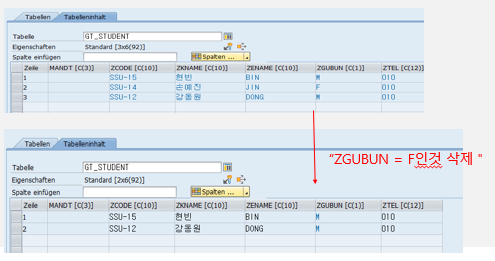 Tabellen Tabelleninhalt
Tabelle GT_STUDENT
Eigenschaften Standard [3x6(92)]
Spalte einfügen Spalten ...
Zeile MANDT [C(3)] ZCODE [C(10)] ZKNAME [C(10)] ZENAME [C(10)] ZGUBUN [C(1)] ZTEL [C(12)]
1 SSU-15 현빈 BIN M 010
2 SSU-14 손예진 JIN F 010
3 SSU-12 강동원 DONG M 010
“ZGUBUN = F인것 삭제 "
Tabellen Tabelleninhalt
Tabelle GT_STUDENT
Eigenschaften Standard [2x6(92)]
Spalte einfügen Spalten ...
Zeile MANDT [C(3)] ZCODE [C(10)] ZKNAME [C(10)] ZENAME [C(10)] ZGUBUN [C(1)] ZTEL [C(12)]
1 SSU-15 현빈 BIN M 010
2 SSU-12 강동원 DONG M 010